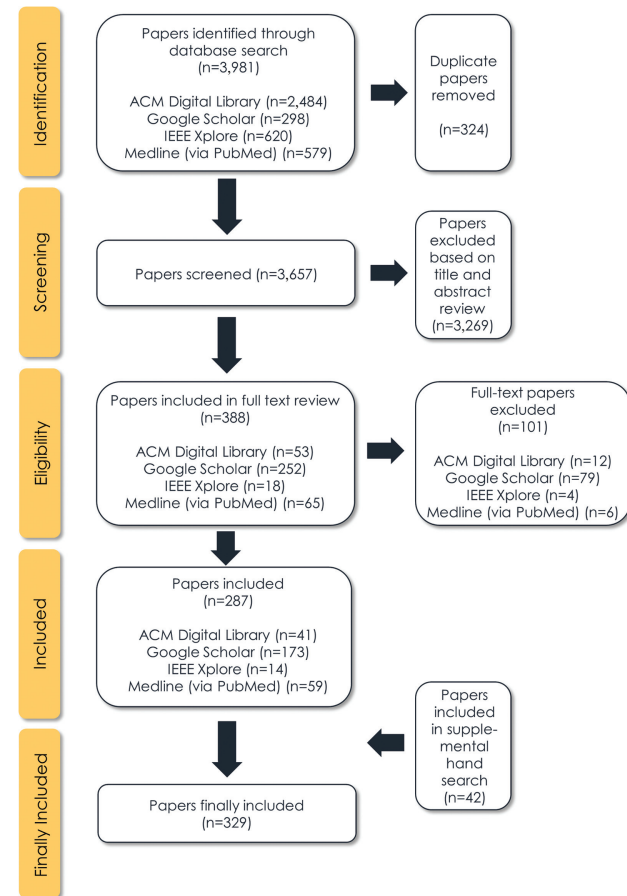 Identification
Papers identified through
database search
(n=3,981)
ACM Digital Library (n=2,484)
Google Scholar (n=298)
IEEE Xplore (n=620)
Medline (via PubMed) (n=579)
Duplicate
papers
removed
(n=324)
Screening
Papers screened (n=3,657)
Papers
excluded
based on
title and
abstract
review
(n=3,269)
Eligibility
Papers included in full text review
(n=388)
ACM Digital Library (n=53)
Google Scholar (n=252)
IEEE Xplore (n=18)
Medline (via PubMed) (n=65)
Full-text papers
excluded
(n=101)
ACM Digital Library (n=12)
Google Scholar (n=79)
IEEE Xplore (n=4)
Medline (via PubMed) (n=6)
Included
Papers included
(n=287)
ACM Digital Library (n=41)
Google Scholar (n=173)
IEEE Xplore (n=14)
Medline (via PubMed) (n=59)
Papers
included
in supple-
mental
hand
search
(n=42)
Finally Included
Papers finally included
(n=329)